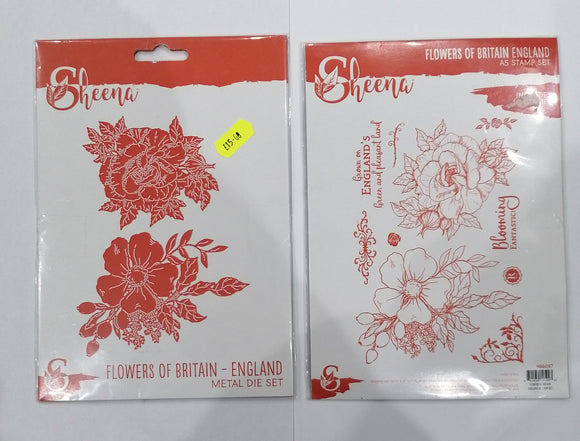 Sheena
£15.00
FLOWERS OF BRITAIN - ENGLAND
METAL DIE SET
FLOWERS OF BRITAIN ENGLAND
A5 STAMP SET
Sheena
Grown on
ENGLAND'S
Green and pleasant land
Blooming
FANTASTIC!